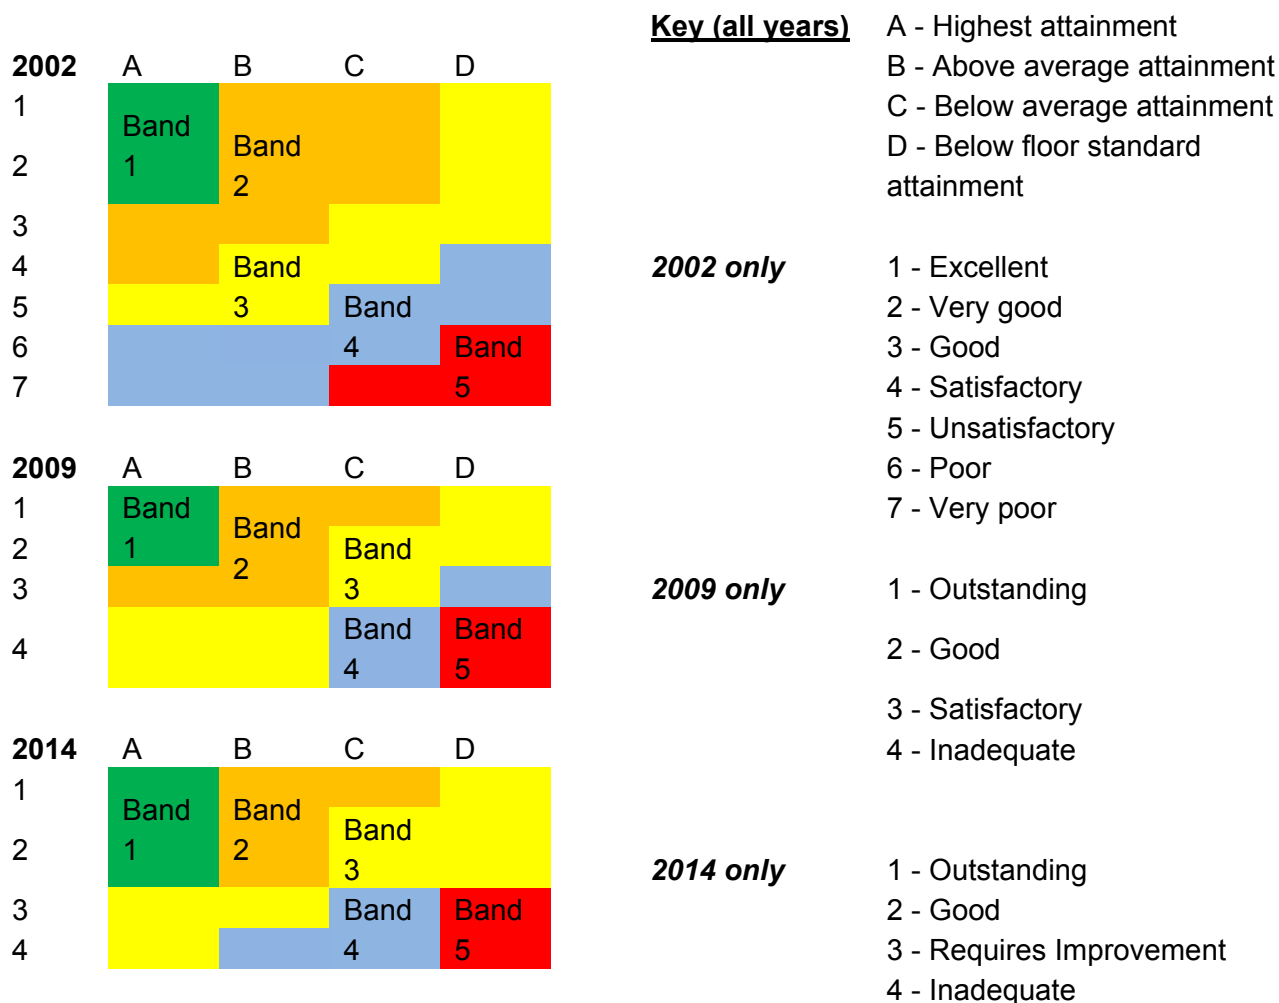 Key (all years) A - Highest attainment
2002 A B C D B - Above average attainment
1 C - Below average attainment
Band
2 Band D - Below floor standard
1 2 attainment
3
4 Band 2002 only 1 - Excellent
5 3 Band 2 - Very good
6 4 Band 3 - Good
7 5 4 - Satisfactory
5 - Unsatisfactory
2009 A B C D 6 - Poor
1 Band 7 - Very poor
Band
2 1 Band
2
3 3 2009 only 1 - Outstanding
Band Band 2 - Good
4
4 5 3 - Satisfactory
2014 A B C D 4 - Inadequate
1
Band Band
Band
2 1 2
3 2014 only 1 - Outstanding
3 Band Band 2 - Good
4 4 5 3 - Requires Improvement
4 - Inadequate